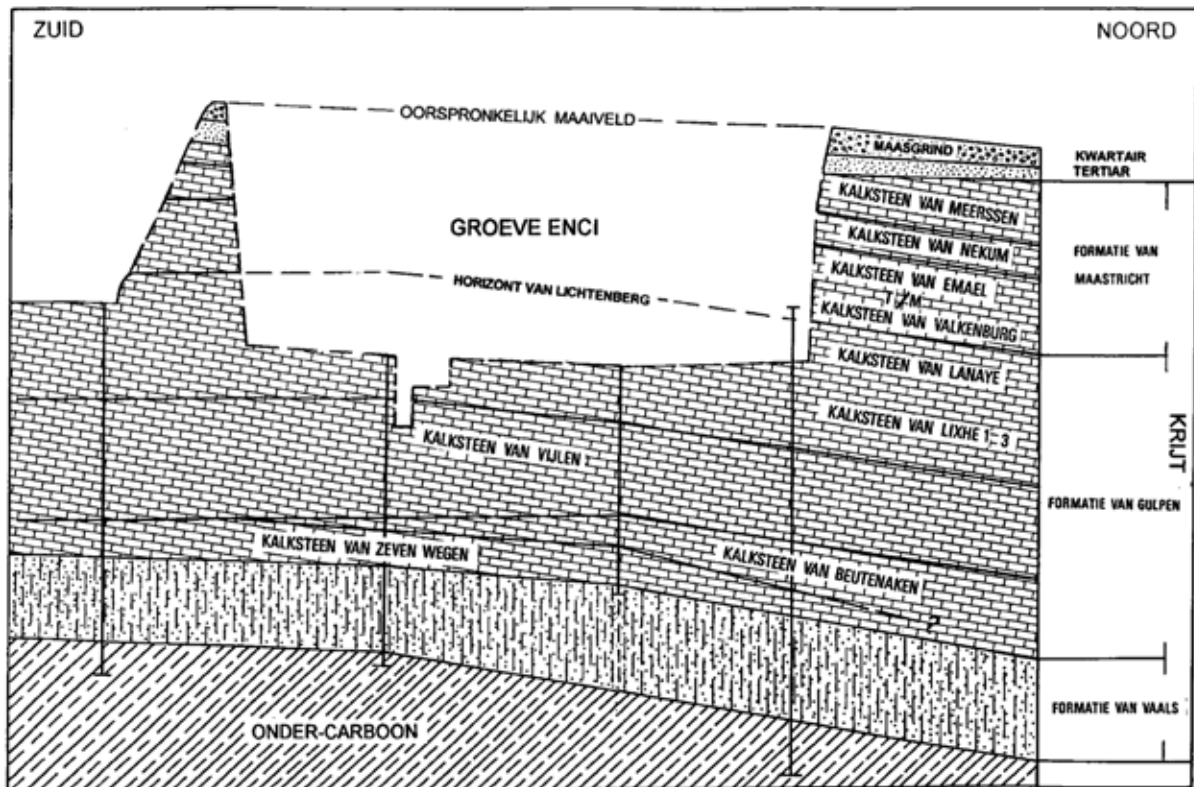 ZUID
NOORD
OORSPRONKELIJK MAAIVELD
MAASGRIND
KWARTAIR
TERTIAR
KALKSTEEN VAN MEERSSEN
GROEVE ENCI
KALKSTEEN VAN NEKUM
FORMATIE VAN
MAASTRICHT
KALKSTEEN VAN EMAEL
HORIZONT VAN LICHTENBERG
T/M
KALKSTEEN VAN VALKENBURG
KALKSTEEN VAN LANAYE
KALKSTEEN VAN LIXHE 1-3
KRIJT
KALKSTEEN VAN VIJLEN
FORMATIE VAN GULPEN
KALKSTEEN VAN ZEVEN WEGEN
KALKSTEEN VAN BEUTENAKEN
?
FORMATIE VAN VAALS
ONDER-CARBOON